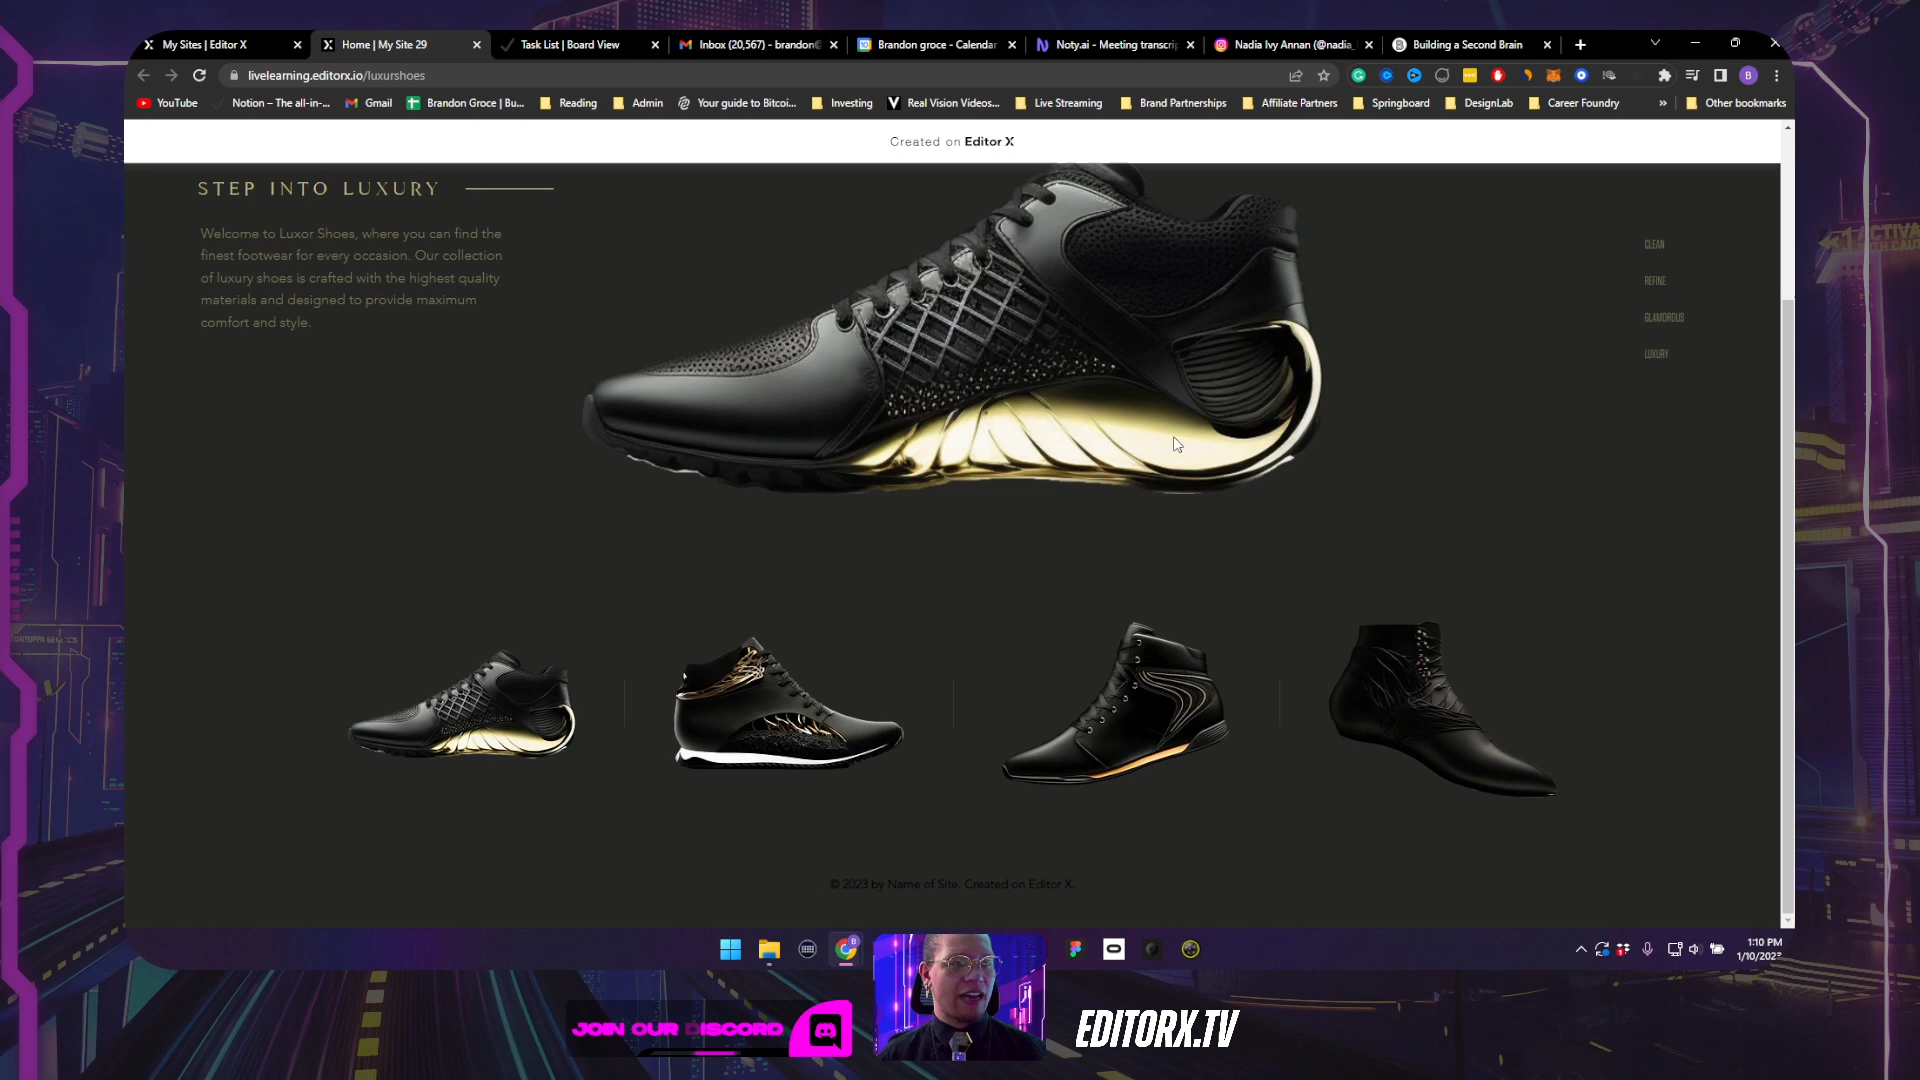 My Sites | Editor X
Home | My Site 29
Task List | Board View
Inbox (20,567) - brandon@
Brandon groce - Calendar
Noty.ai - Meeting transcrip
Nadia Ivy Annan (@nadia_
Building a Second Brain
livelearning.editorx.io/luxurshoes
B
YouTube
Notion – The all-in-...
Gmail
Brandon Groce | Bu...
Reading
Admin
Your guide to Bitcoi...
Investing
Real Vision Videos...
Live Streaming
Brand Partnerships
Affiliate Partners
Springboard
DesignLab
Career Foundry
»
Other bookmarks
Created on Editor X
STEP INTO LUXURY
Welcome to Luxor Shoes, where you can find the
finest footwear for every occasion. Our collection
of luxury shoes is crafted with the highest quality
materials and designed to provide maximum
comfort and style.
CLEAN
REFINE
GLAMOROUS
LUXURY
© 2023 by Name of Site. Created on Editor X.
1:10 PM
1/10/2023
JOIN OUR DISCORD
EDITORX.TV